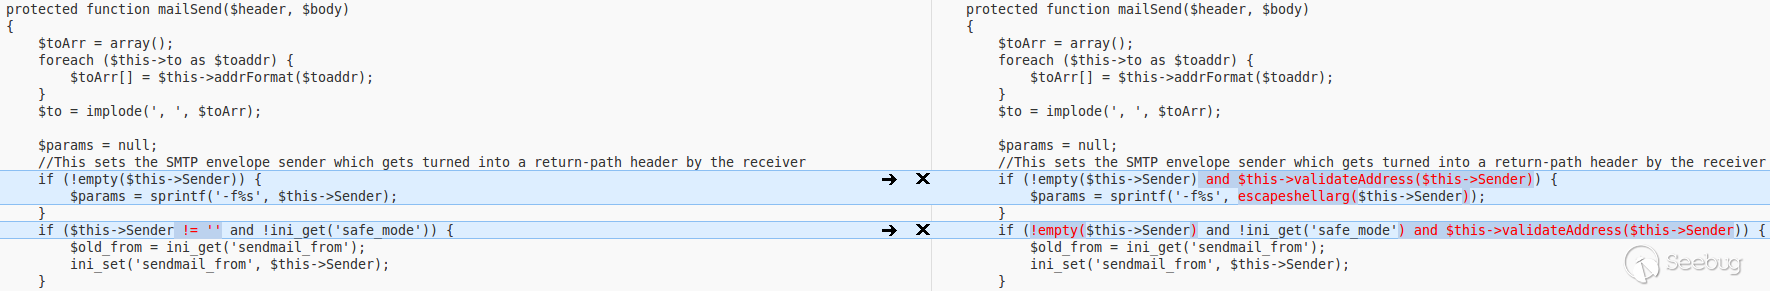 protected function mailSend($header, $body)
{
    $toArr = array();
    foreach ($this->to as $toaddr) {
        $toArr[] = $this->addrFormat($toaddr);
    }
    $to = implode(', ', $toArr);

    $params = null;
    //This sets the SMTP envelope sender which gets turned into a return-path header by the receiver
    if (!empty($this->Sender)) {
        $params = sprintf('-f%s', $this->Sender);
    }
    if ($this->Sender != '' and !ini_get('safe_mode')) {
        $old_from = ini_get('sendmail_from');
        ini_set('sendmail_from', $this->Sender);
    }
protected function mailSend($header, $body)
{
    $toArr = array();
    foreach ($this->to as $toaddr) {
        $toArr[] = $this->addrFormat($toaddr);
    }
    $to = implode(', ', $toArr);

    $params = null;
    //This sets the SMTP envelope sender which gets turned into a return-path header by the receiver
    if (!empty($this->Sender) and $this->validateAddress($this->Sender)) {
        $params = sprintf('-f%s', escapeshellarg($this->Sender));
    }
    if (!empty($this->Sender) and !ini_get('safe_mode') and $this->validateAddress($this->Sender)) {
        $old_from = ini_get('sendmail_from');
        ini_set('sendmail_from', $this->Sender);
    }
Seebug